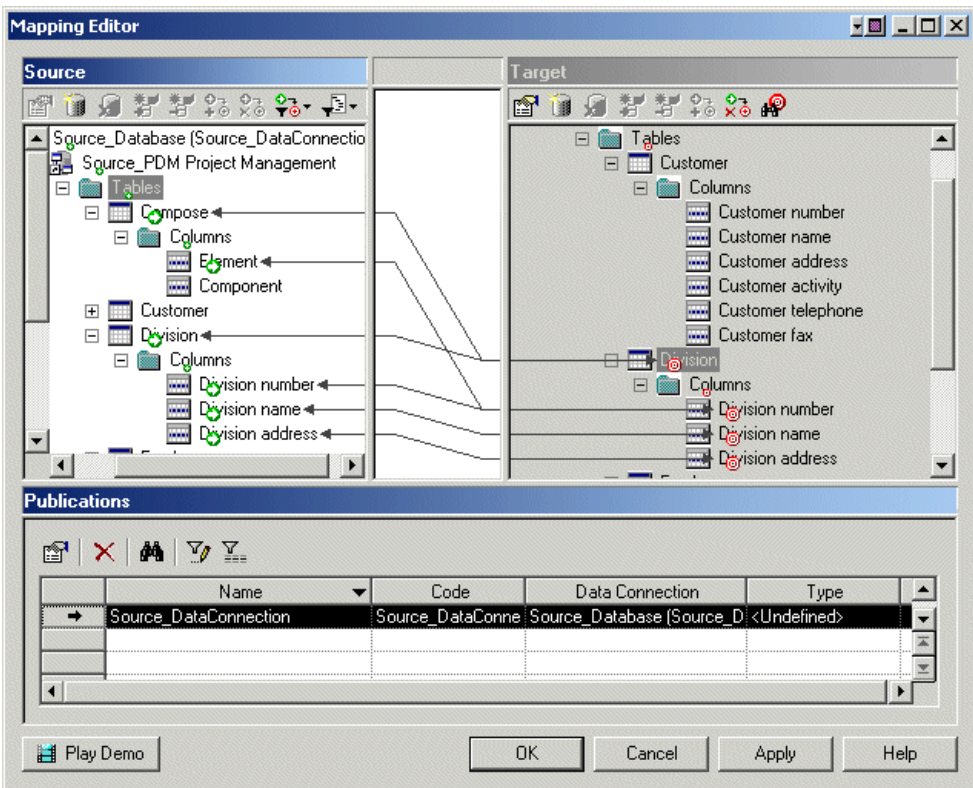 Mapping Editor
Source
Target
Source_Database (Source_DataConnectio
Source_PDM Project Management
Tables
Compose
Columns
Element
Component
Customer
Division
Columns
Division number
Division name
Division address
Tables
Customer
Columns
Customer number
Customer name
Customer address
Customer activity
Customer telephone
Customer fax
Division
Columns
Division number
Division name
Division address
Publications
Name Code Data Connection Type
Source_DataConnection Source_DataConne Source_Database (Source_D <Undefined>
Play Demo OK Cancel Apply Help